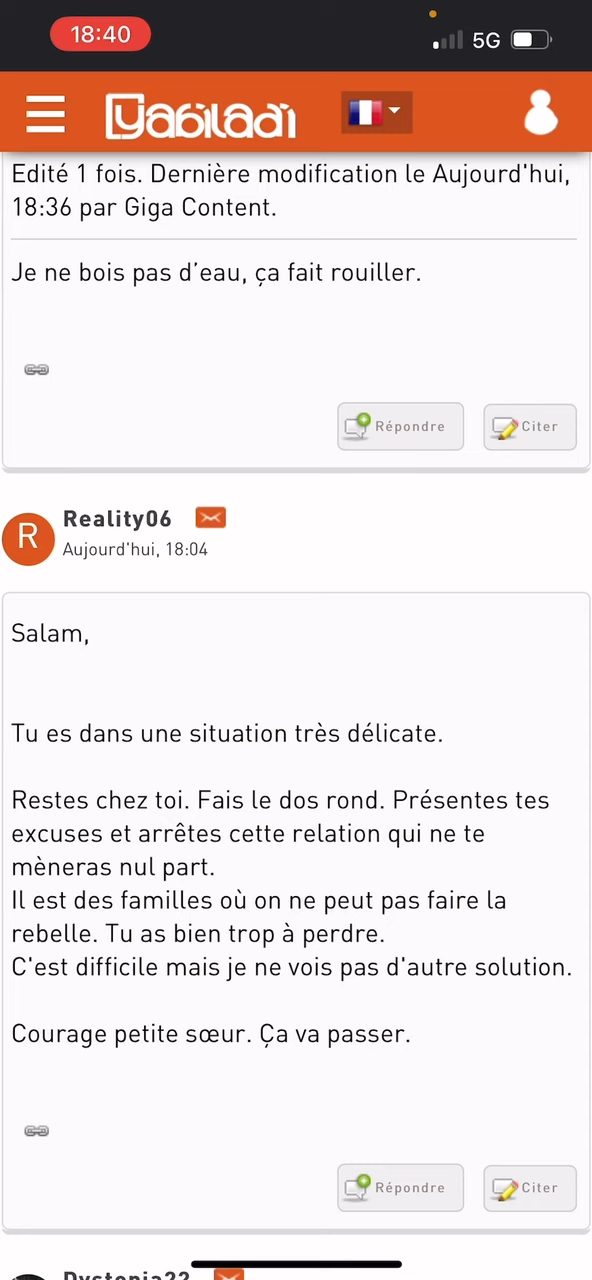 18:40
5G
Yabiladi
Edité 1 fois. Dernière modification le Aujourd'hui,
18:36 par Giga Content.
Je ne bois pas d’eau, ça fait rouiller.
Répondre
Citer
R
Reality06
Aujourd'hui, 18:04
Salam,
Tu es dans une situation très délicate.
Restes chez toi. Fais le dos rond. Présentes tes
excuses et arrêtes cette relation qui ne te
mèneras nul part.
Il est des familles où on ne peut pas faire la
rebelle. Tu as bien trop à perdre.
C'est difficile mais je ne vois pas d'autre solution.
Courage petite sœur. Ça va passer.
Répondre
Citer
Dystopia22